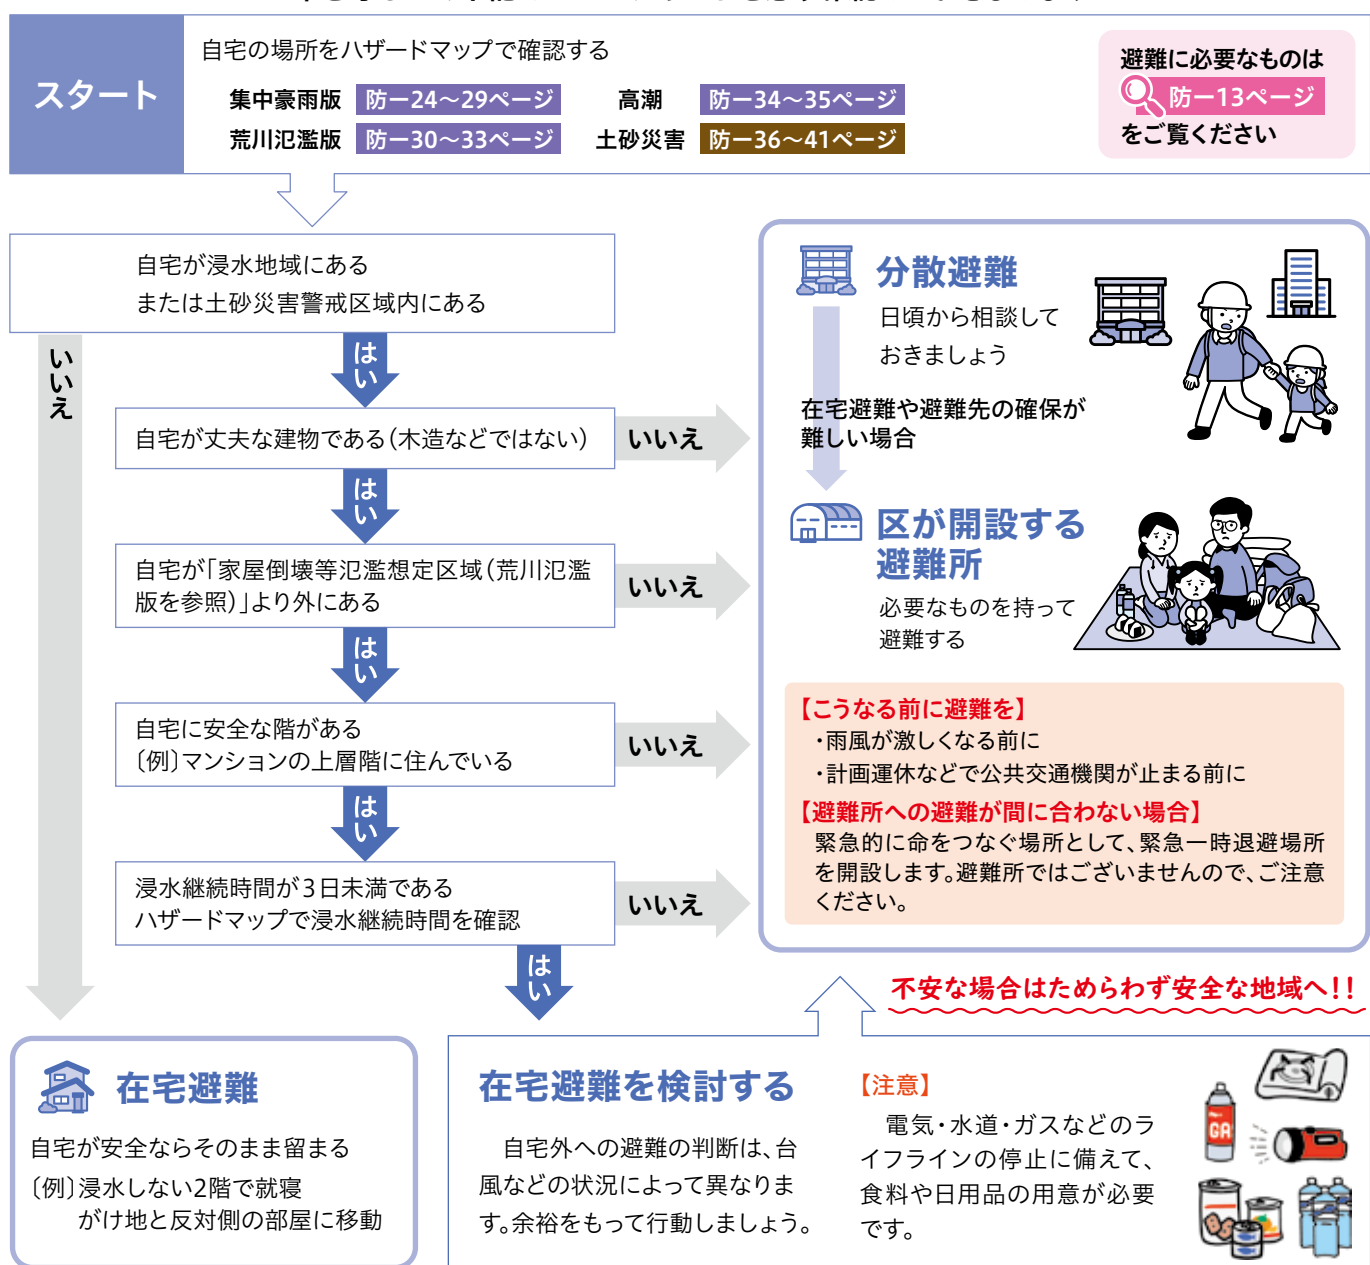 スタート
自宅の場所をハザードマップで確認する
集中豪雨版 防ー24〜29ページ
高潮 防ー34〜35ページ
荒川氾濫版 防ー30〜33ページ
土砂災害 防ー36〜41ページ
避難に必要なものは
防ー13ページ
をご覧ください
自宅が浸水地域にある
または土砂災害警戒区域内にある
いいえ
はい
自宅が丈夫な建物である(木造などではない)
いいえ
はい
自宅が「家屋倒壊等氾濫想定区域(荒川氾濫
版を参照)」より外にある
いいえ
はい
自宅に安全な階がある
〔例〕マンションの上層階に住んでいる
いいえ
はい
浸水継続時間が3日未満である
ハザードマップで浸水継続時間を確認
いいえ
はい
分散避難
日頃から相談して
おきましょう
在宅避難や避難先の確保が
難しい場合
区が開設する
避難所
必要なものを持って
避難する
【こうなる前に避難を】
・雨風が激しくなる前に
・計画運休などで公共交通機関が止まる前に
【避難所への避難が間に合わない場合】
緊急的に命をつなぐ場所として、緊急一時退避場所
を開設します。避難所ではございませんので、ご注意
ください。
不安な場合はためらわず安全な地域へ!!
在宅避難
自宅が安全ならそのまま留まる
〔例〕浸水しない2階で就寝
がけ地と反対側の部屋に移動
在宅避難を検討する
自宅外への避難の判断は、台
風などの状況によって異なりま
す。余裕をもって行動しましょう。
【注意】
電気・水道・ガスなどのラ
イフラインの停止に備えて、
食料や日用品の用意が必要
です。
GA